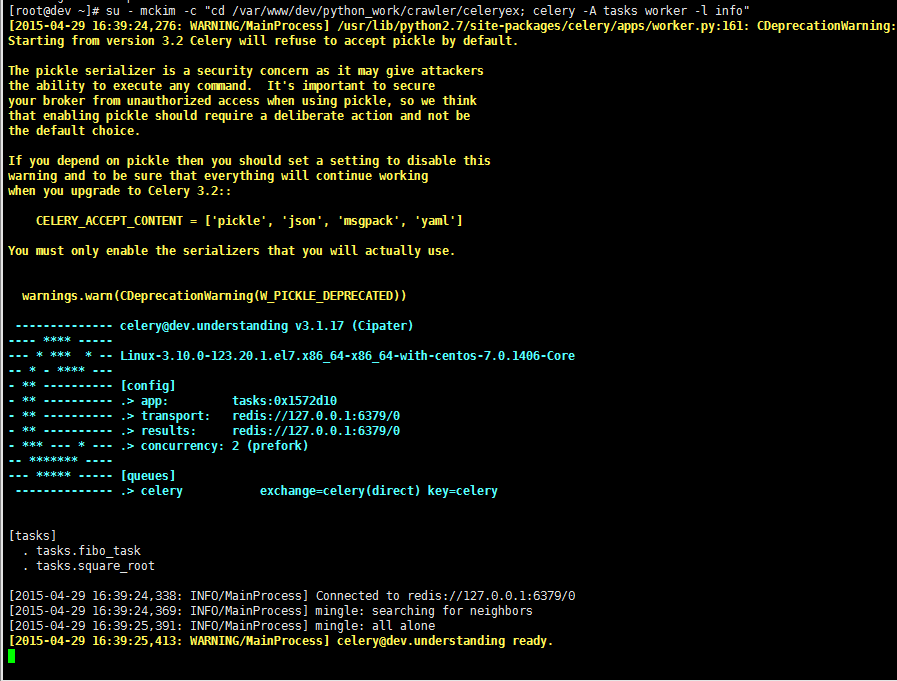 [root@dev ~]# su - mckim -c "cd /var/www/dev/python_work/crawler/celeryex; celery -A tasks worker -l info"
[2015-04-29 16:39:24,276: WARNING/MainProcess] /usr/lib/python2.7/site-packages/celery/apps/worker.py:161: CDeprecationWarning:
Starting from version 3.2 Celery will refuse to accept pickle by default.

The pickle serializer is a security concern as it may give attackers
the ability to execute any command.  It's important to secure
your broker from unauthorized access when using pickle, so we think
that enabling pickle should require a deliberate action and not be
the default choice.

If you depend on pickle then you should set a setting to disable this
warning and to be sure that everything will continue working
when you upgrade to Celery 3.2::

    CELERY_ACCEPT_CONTENT = ['pickle', 'json', 'msgpack', 'yaml']

You must only enable the serializers that you will actually use.


  warnings.warn(CDeprecationWarning(W_PICKLE_DEPRECATED))

 -------------- celery@dev.understanding v3.1.17 (Cipater)
---- **** -----
--- * ***  * -- Linux-3.10.0-123.20.1.el7.x86_64-x86_64-with-centos-7.0.1406-Core
-- * - **** ---
- ** ---------- [config]
- ** ---------- .> app:         tasks:0x1572d10
- ** ---------- .> transport:   redis://127.0.0.1:6379/0
- ** ---------- .> results:     redis://127.0.0.1:6379/0
- *** --- * --- .> concurrency: 2 (prefork)
-- ******* ----
--- ***** ----- [queues]
 -------------- .> celery           exchange=celery(direct) key=celery


[tasks]
  . tasks.fibo_task
  . tasks.square_root

[2015-04-29 16:39:24,338: INFO/MainProcess] Connected to redis://127.0.0.1:6379/0
[2015-04-29 16:39:24,369: INFO/MainProcess] mingle: searching for neighbors
[2015-04-29 16:39:25,391: INFO/MainProcess] mingle: all alone
[2015-04-29 16:39:25,413: WARNING/MainProcess] celery@dev.understanding ready.